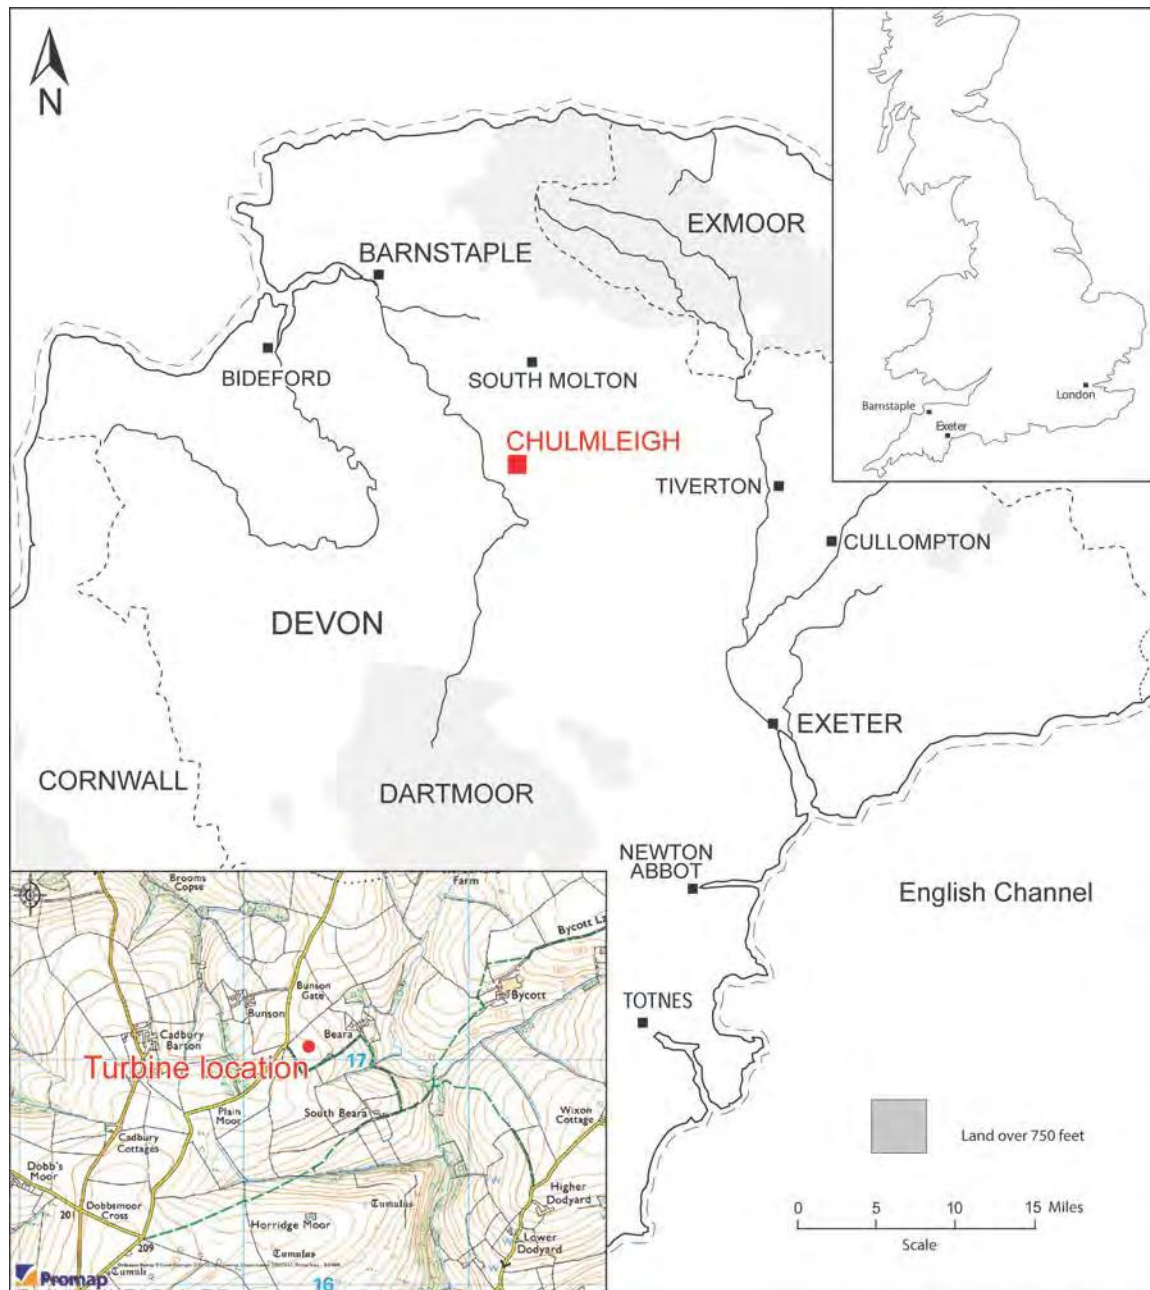 N
EXMOOR
BARNSTAPLE
BIDEFORD
SOUTH MOLTON
CHULMLEIGH
TIVERTON
CULLOMPTON
DEVON
EXETER
CORNWALL
DARTMOOR
NEWTON
ABBOT
English Channel
TOTNES
Land over 750 feet
0 5 10 15 Miles
Scale
Barnstaple
London
Exeter
Brooms
Copse
Farm
Bycott
Bunson
Gate
Bunson
Bycott
Beara
Cadbury
Barton
Turbine location
17
Plain
Moor
South Beara
Wixon
Cottage
Cadbury
Cottages
Dobb's
Moor
Dobbsmoor
Cross
201
209
Tumulus
Horridge Moor
Tumulus
Tumuli
Higher
Dodyard
Lower
Dodyard
16
Promap